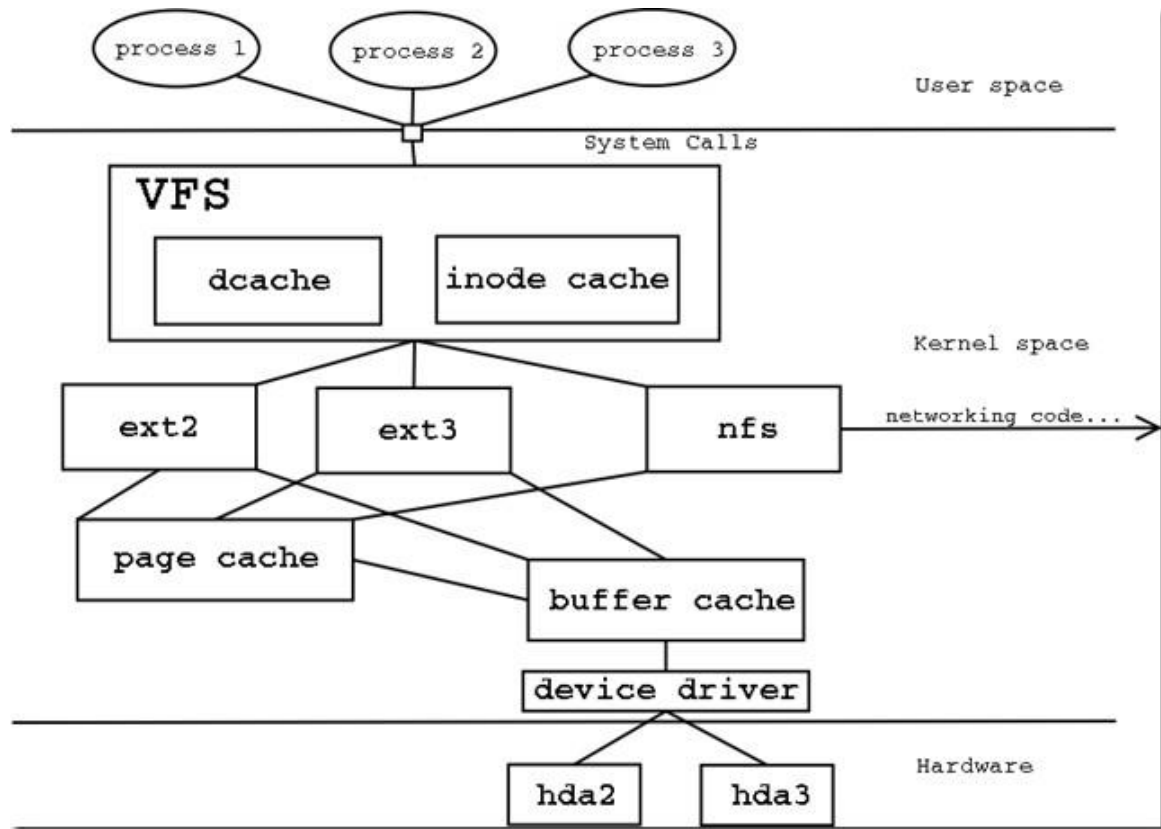 process 1
process 2
process 3
User space
System Calls
VFS
dcache
inode cache
Kernel space
ext2
ext3
nfs
networking code...
page cache
buffer cache
device driver
Hardware
hda2
hda3